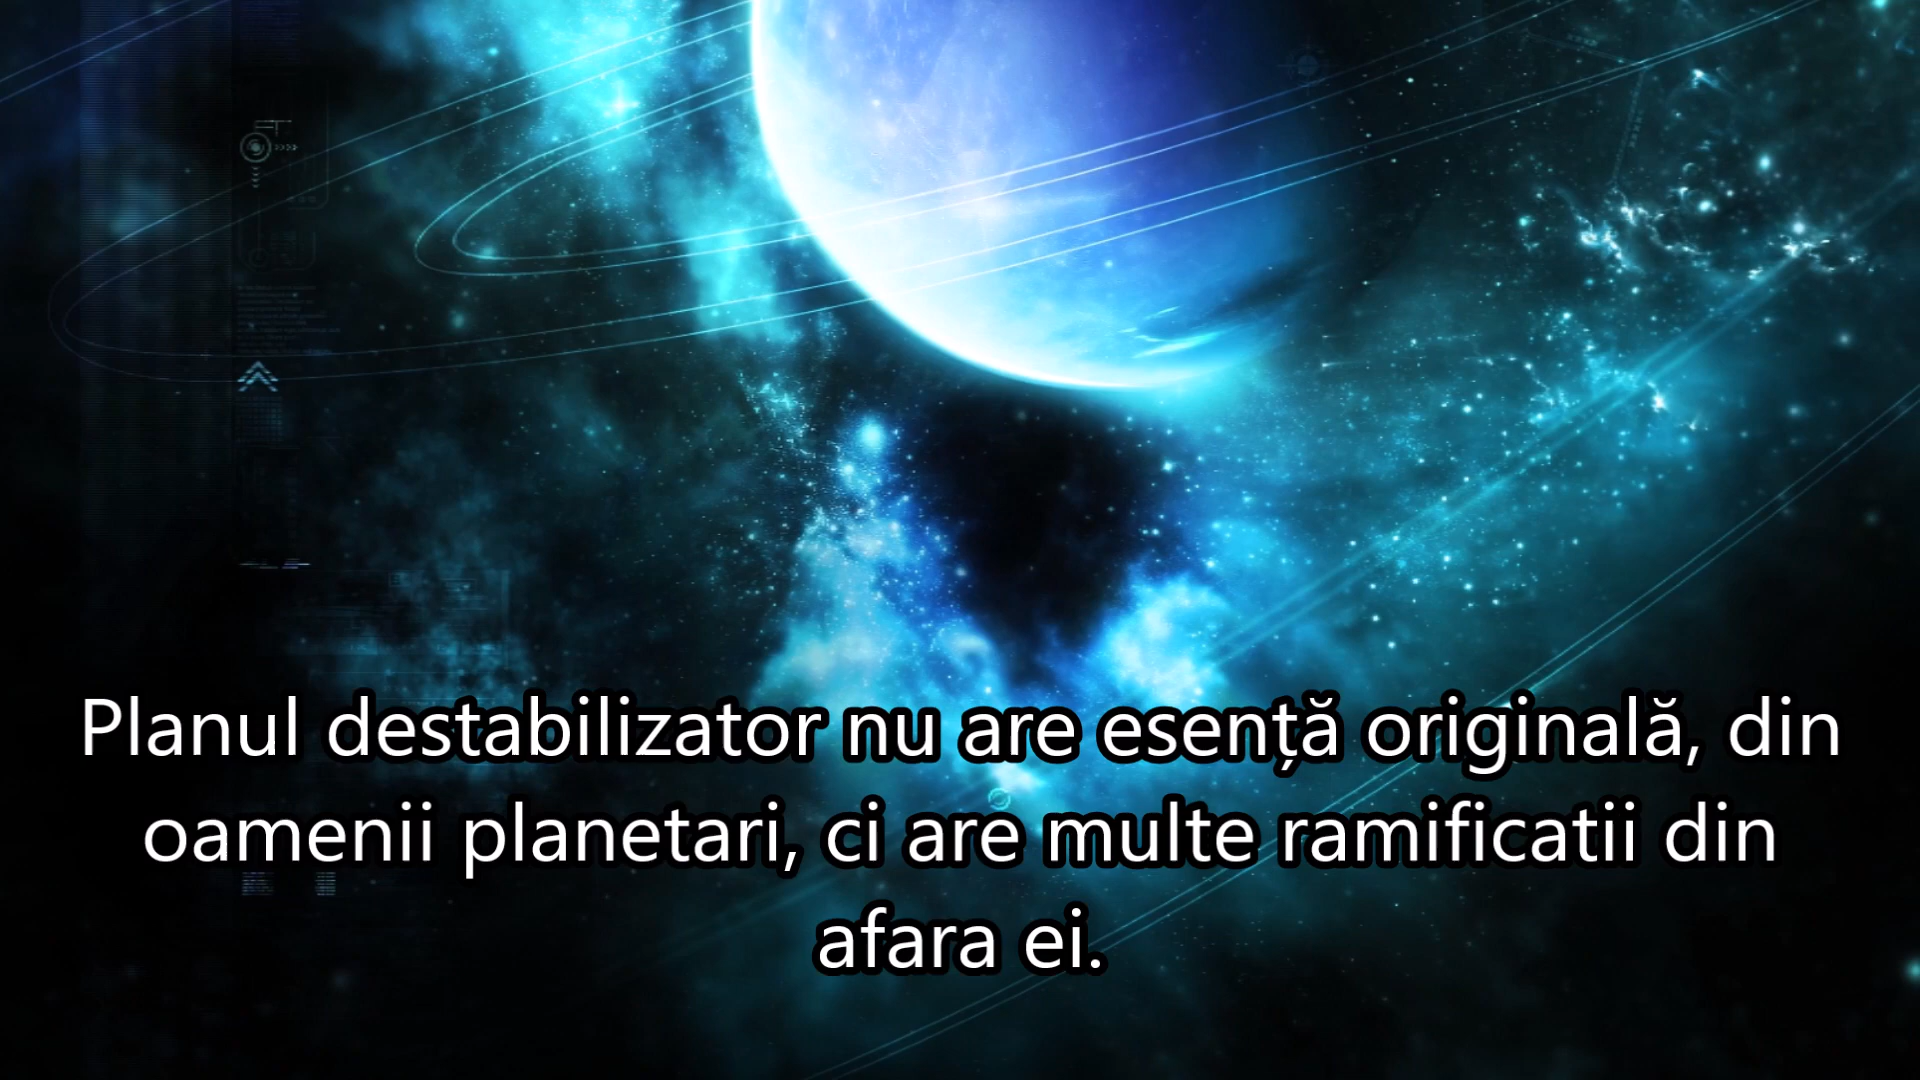 Planul destabilizator nu are esență originală, din
oamenii planetari, ci are multe ramificatii din
afara ei.